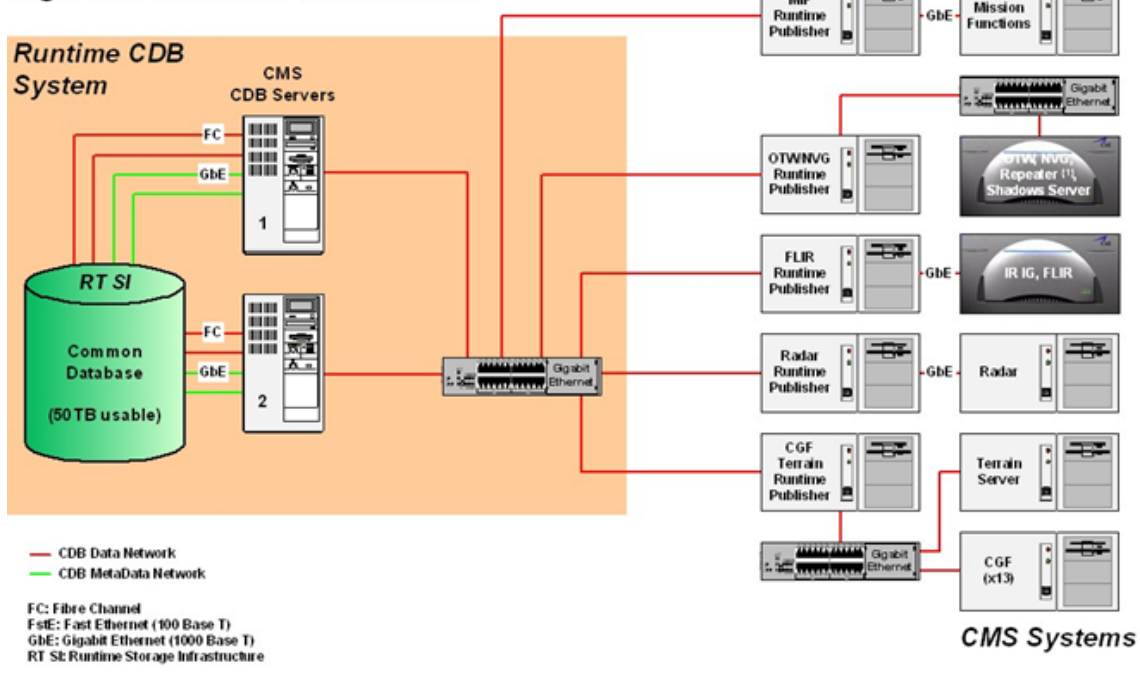 Runtime
Publisher
GbE
Mission
Functions
Runtime CDB
System
CMS
CDB Servers
FC
GbE
1
RT SI
Common
Database
(50TB usable)
FC
GbE
2
Gigabit
Ethernet
OTW/NVG
Runtime
Publisher
Gigabit
Ethernet
OTW, NVG,
Repeater [1],
Shadows Server
FLIR
Runtime
Publisher
GbE
IR IG, FLIR
Radar
Runtime
Publisher
GbE
Radar
CGF
Terrain
Runtime
Publisher
Terrain
Server
Gigabit
Ethernet
CGF
(x13)
CDB Data Network
CDB MetaData Network
FC: Fibre Channel
FstE: Fast Ethernet (100 Base T)
GbE: Gigabit Ethernet (1000 Base T)
RT SI: Runtime Storage Infrastructure
CMS Systems